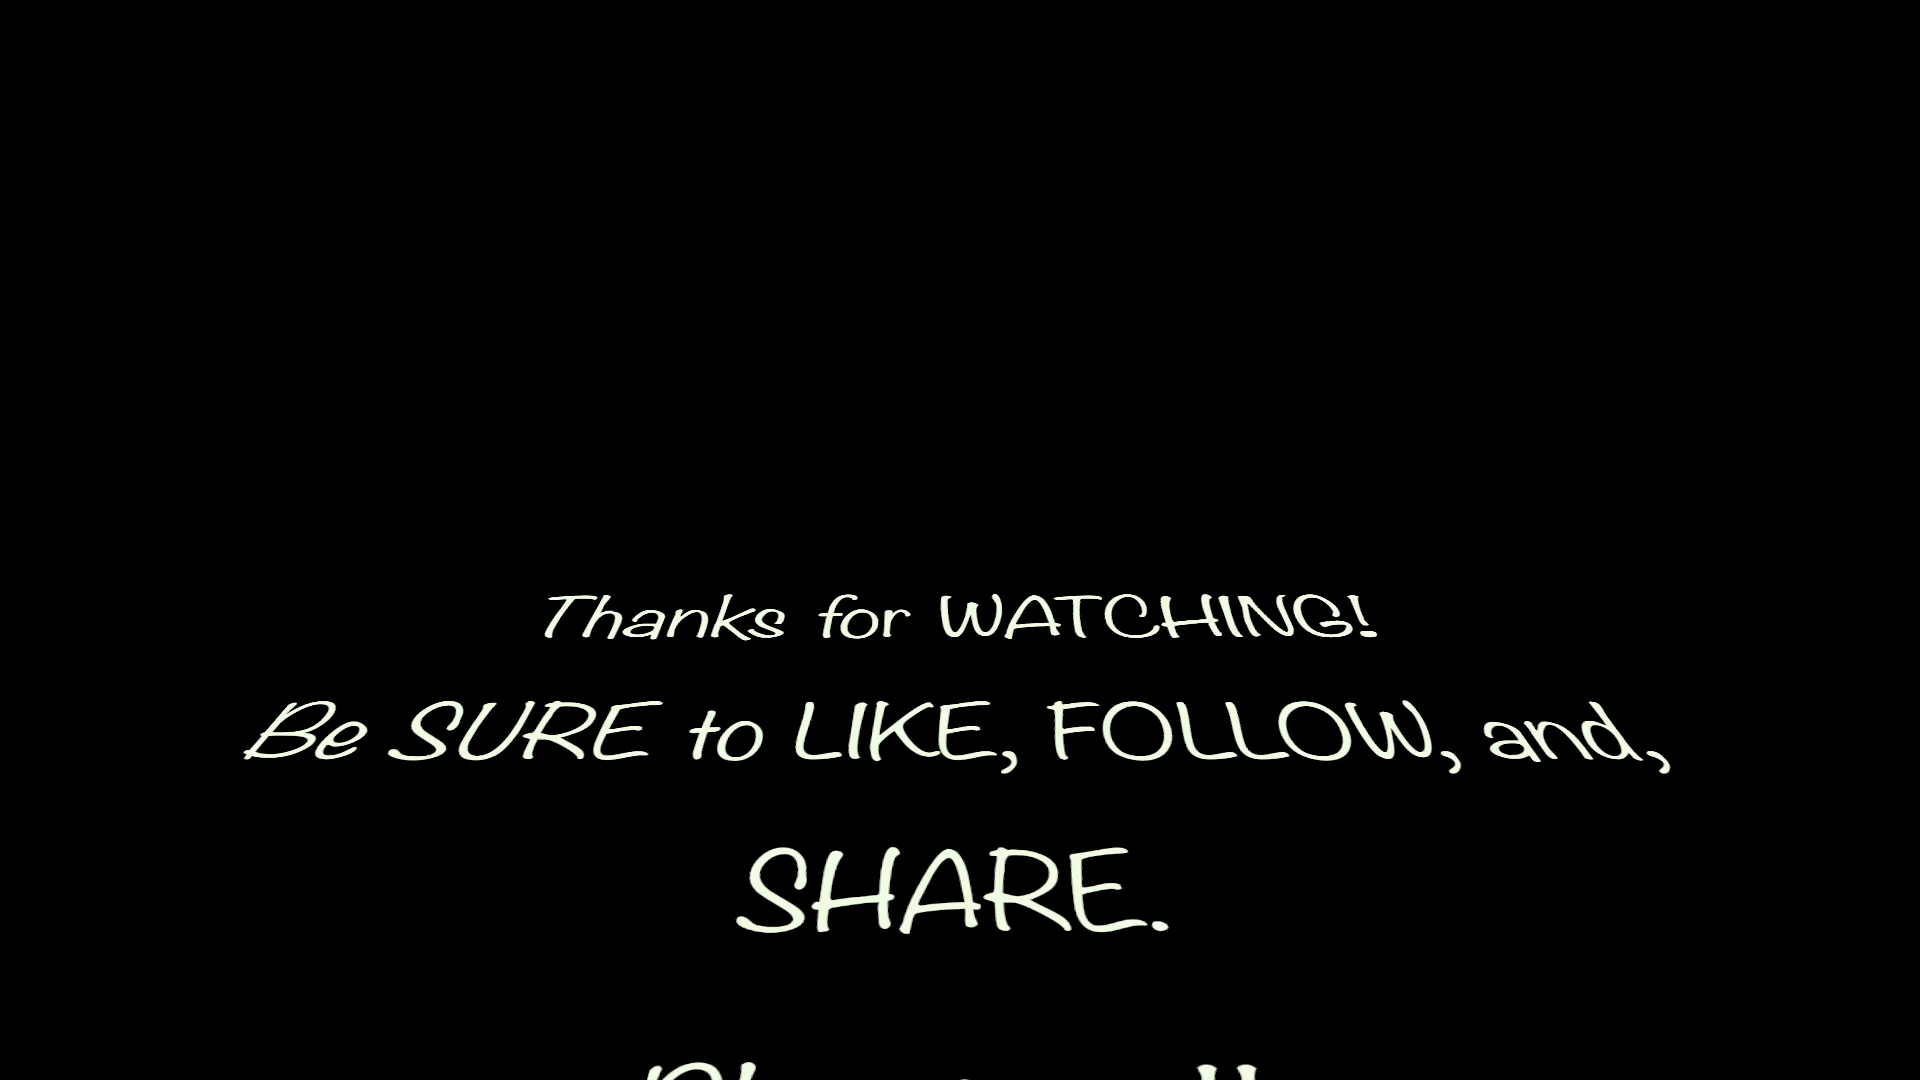 Thanks for WATCHING!
Be SURE to LIKE, FOLLOW, and,
SHARE.